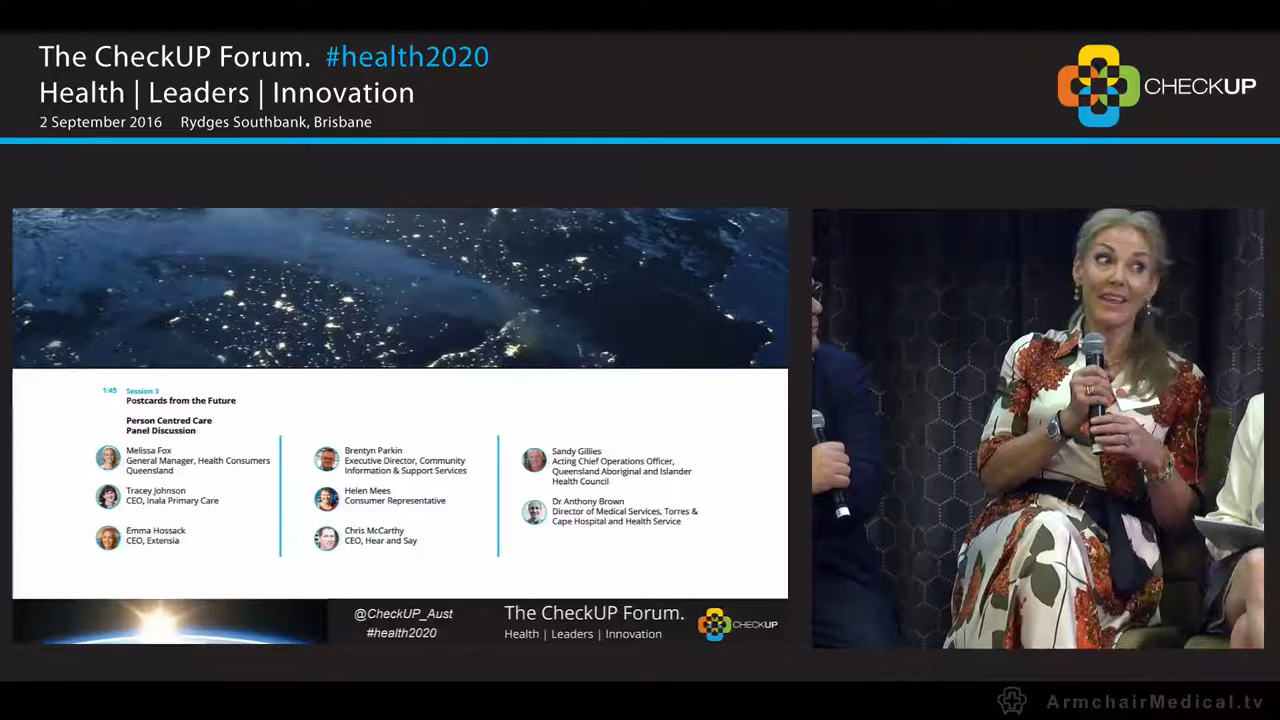 The CheckUP Forum. #health2020
Health | Leaders | Innovation
2 September 2016 Rydges Southbank, Brisbane
CHECKUP
1:45 Session 3
Postcards from the Future
Person Centred Care
Panel Discussion
Melissa Fox
General Manager, Health Consumers
Queensland
Tracey Johnson
CEO, Inala Primary Care
Emma Hossack
CEO, Extensia
Brentyn Parkin
Executive Director, Community
Information & Support Services
Helen Mees
Consumer Representative
Chris McCarthy
CEO, Hear and Say
Sandy Gillies
Acting Chief Operations Officer,
Queensland Aboriginal and Islander
Health Council
Dr Anthony Brown
Director of Medical Services, Torres &
Cape Hospital and Health Service
@CheckUP_Aust
#health2020
The CheckUP Forum.
Health | Leaders | Innovation
CHECKUP
ArmchairMedical.tv